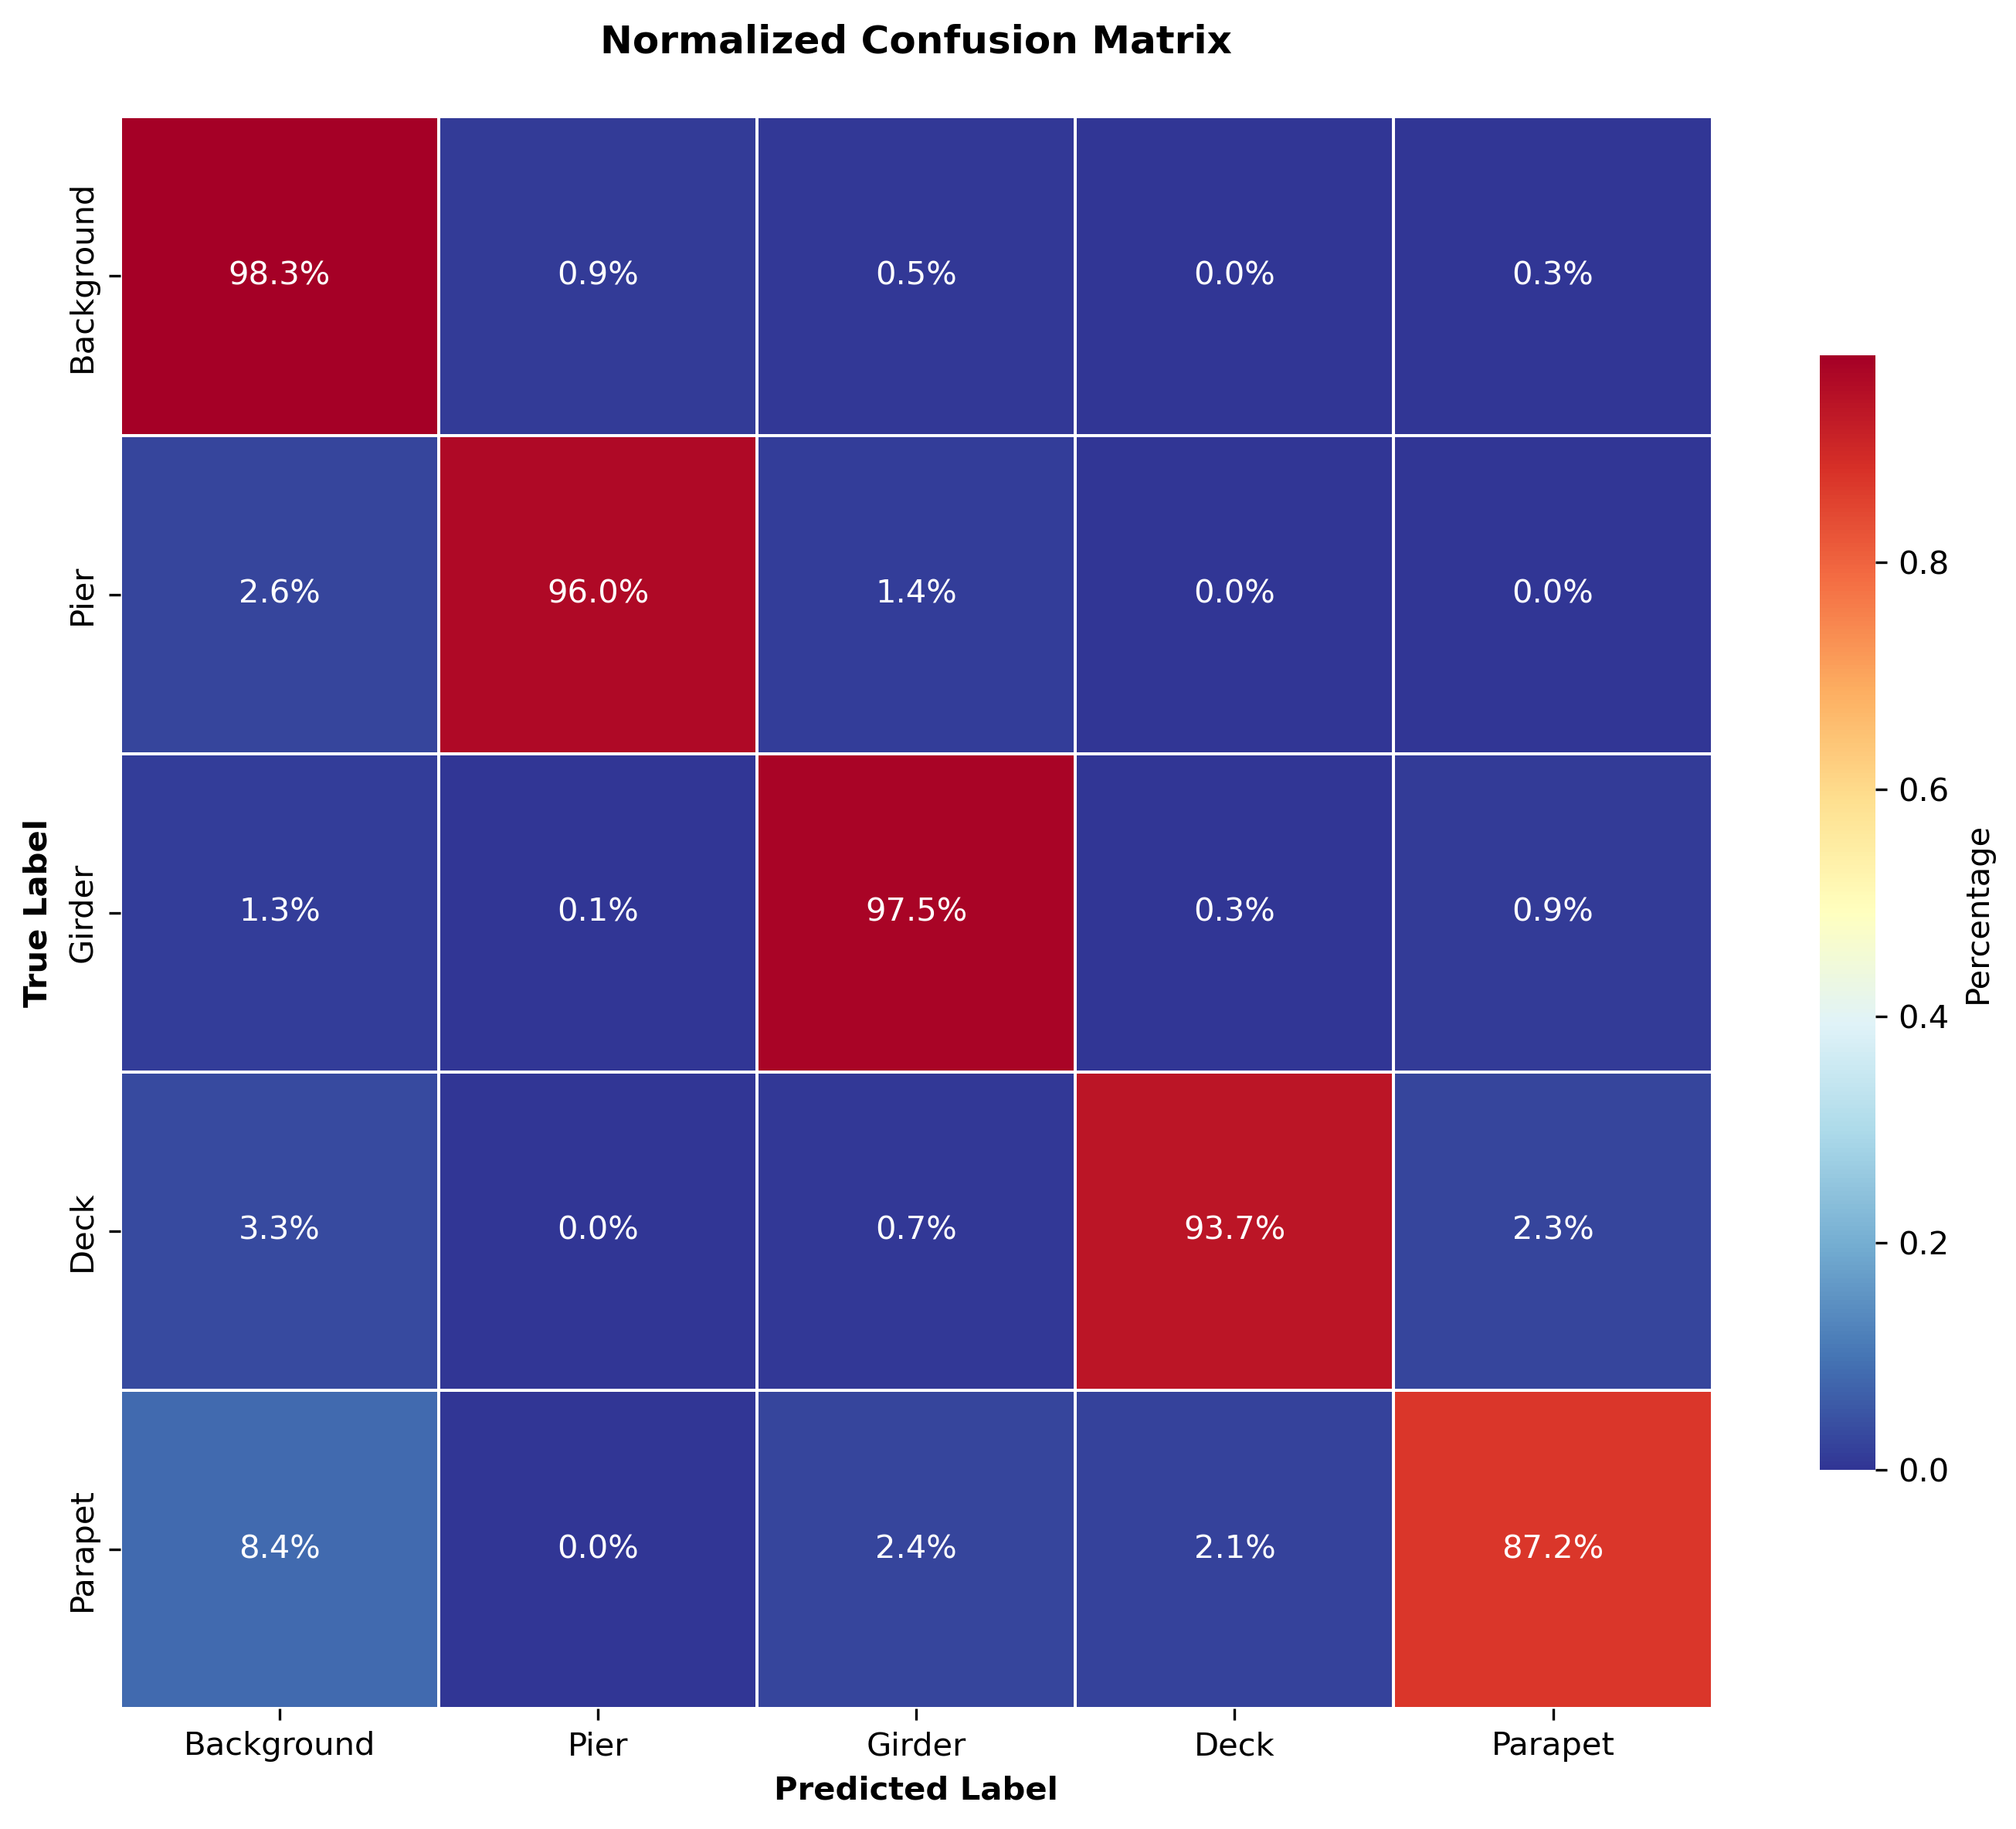 Normalized Confusion Matrix
Background
98.3% 0.9% 0.5% 0.0% 0.3%
Pier
2.6% 96.0% 1.4% 0.0% 0.0%
Girder
1.3% 0.1% 97.5% 0.3% 0.9%
Deck
3.3% 0.0% 0.7% 93.7% 2.3%
Parapet
8.4% 0.0% 2.4% 2.1% 87.2%
True Label
Background Pier Girder Deck Parapet
Predicted Label
0.8
0.6
0.4
0.2
0.0
Percentage